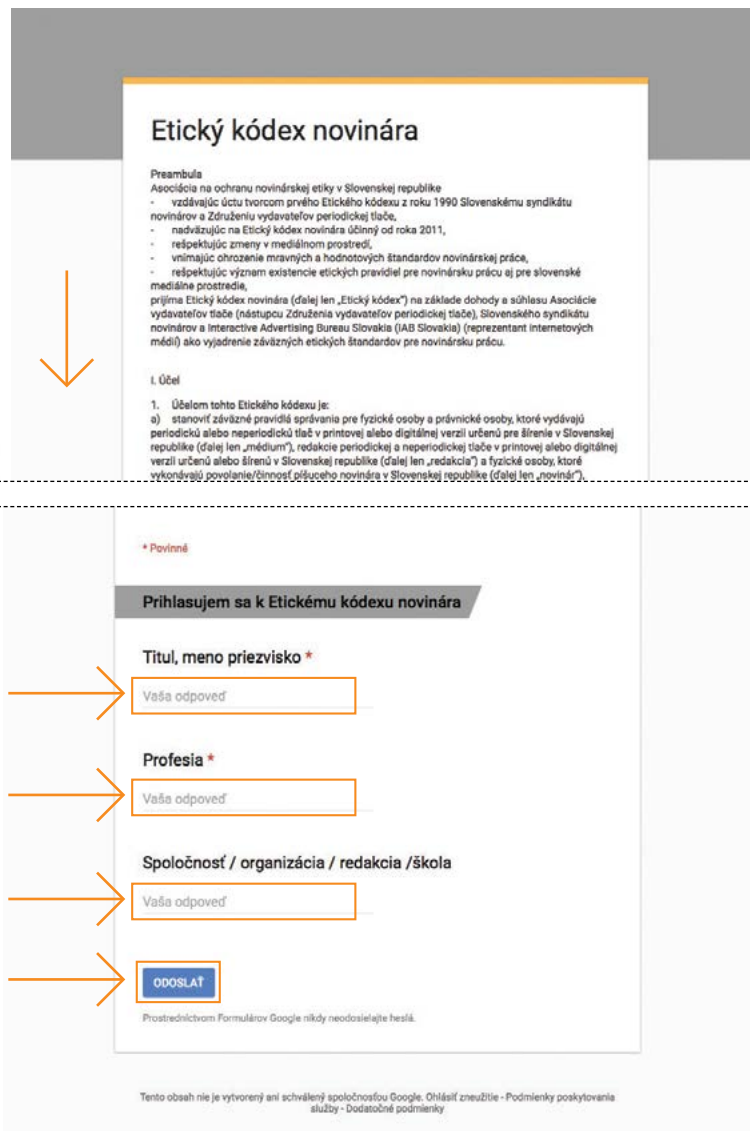 Etický kódex novinára
Preambula
Asociácia na ochranu novinárskej etiky v Slovenskej republike
- vzdávajúc úctu tvorcom prvého Etického kódexu z roku 1990 Slovenskému syndikátu
novinárov a Združeniu vydavateľov periodickej tlače,
- nadväzujúc na Etický kódex novinára účinný od roka 2011,
- rešpektujúc zmeny v mediálnom prostredí,
- vnímajúc ohrozenie mravných a hodnotových štandardov novinárskej práce,
- rešpektujúc význam existencie etických pravidiel pre novinársku prácu aj pre slovenské
mediálne prostredie,
prijíma Etický kódex novinára (ďalej len „Etický kódex") na základe dohody a súhlasu Asociácie
vydavateľov tlače (nástupcu Združenia vydavateľov periodickej tlače), Slovenského syndikátu
novinárov a Interactive Advertising Bureau Slovakia (IAB Slovakia) (reprezentant internetových
médií) ako vyjadrenie záväzných etických štandardov pre novinársku prácu.
I. Účel
1. Účelom tohto Etického kódexu je:
a) stanoviť záväzné pravidlá správania pre fyzické osoby a právnické osoby, ktoré vydávajú
periodickú alebo neperiodickú tlač v printovej alebo digitálnej verzii určenú pre šírenie v Slovenskej
republike (ďalej len „médium"), redakcie periodickej a neperiodickej tlače v printovej alebo digitálnej
verzii určenú alebo šírenú v Slovenskej republike (ďalej len „redakcia") a fyzické osoby, ktoré
vykonávajú povolanie/činnosť píšuceho novinára v Slovenskej republike (ďalej len „novinár"),
* Povinné
Prihlasujem sa k Etickému kódexu novinára
Titul, meno priezvisko *
Vaša odpoveď
Profesia *
Vaša odpoveď
Spoločnosť / organizácia / redakcia /škola
Vaša odpoveď
ODOSLAŤ
Prostredníctvom Formulárov Google nikdy neodosielajte heslá.
Tento obsah nie je vytvorený ani schválený spoločnosťou Google. Ohlásiť zneužitie - Podmienky poskytovania
služby - Dodatočné podmienky